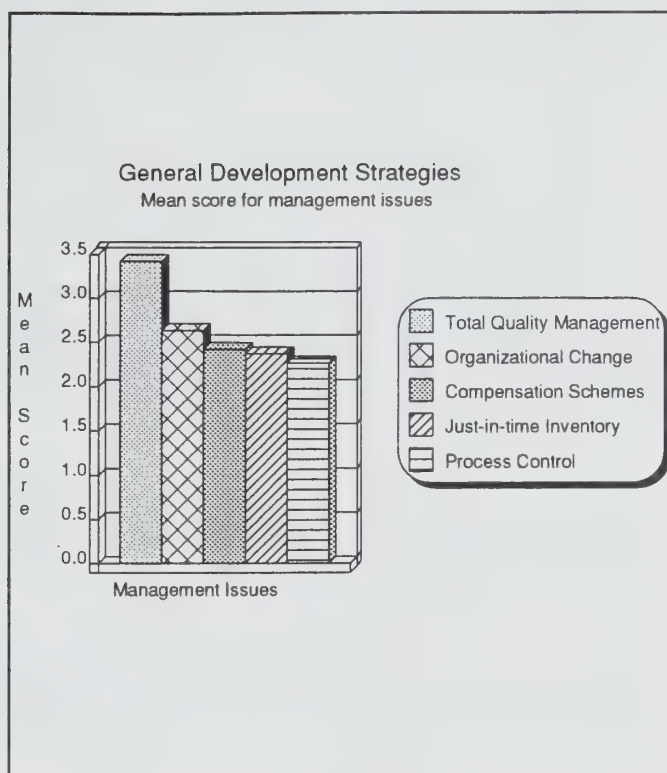 General Development Strategies
Mean score for management issues
Mean Score
3.5
3.0
2.5
2.0
1.5
1.0
0.5
0.0
Management Issues
Total Quality Management
Organizational Change
Compensation Schemes
Just-in-time Inventory
Process Control